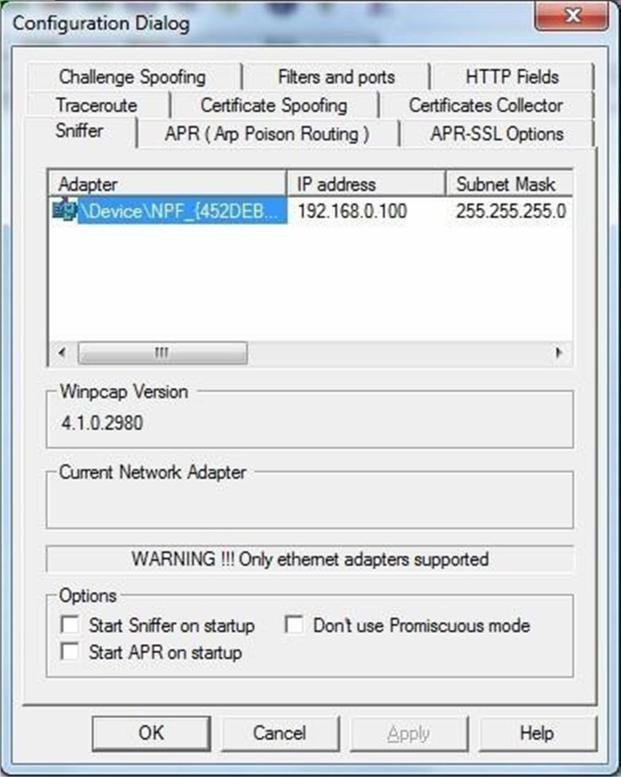 Configuration Dialog
Challenge Spoofing Filters and ports HTTP Fields
Traceroute Certificate Spoofing Certificates Collector
Sniffer APR ( Arp Poison Routing ) APR-SSL Options
Adapter IP address Subnet Mask
\Device\NPF_{452DEB... 192.168.0.100 255.255.255.0
Winpcap Version
4.1.0.2980
Current Network Adapter
WARNING !!! Only ethernet adapters supported
Options
Start Sniffer on startup Don't use Promiscuous mode
Start APR on startup
OK Cancel Apply Help